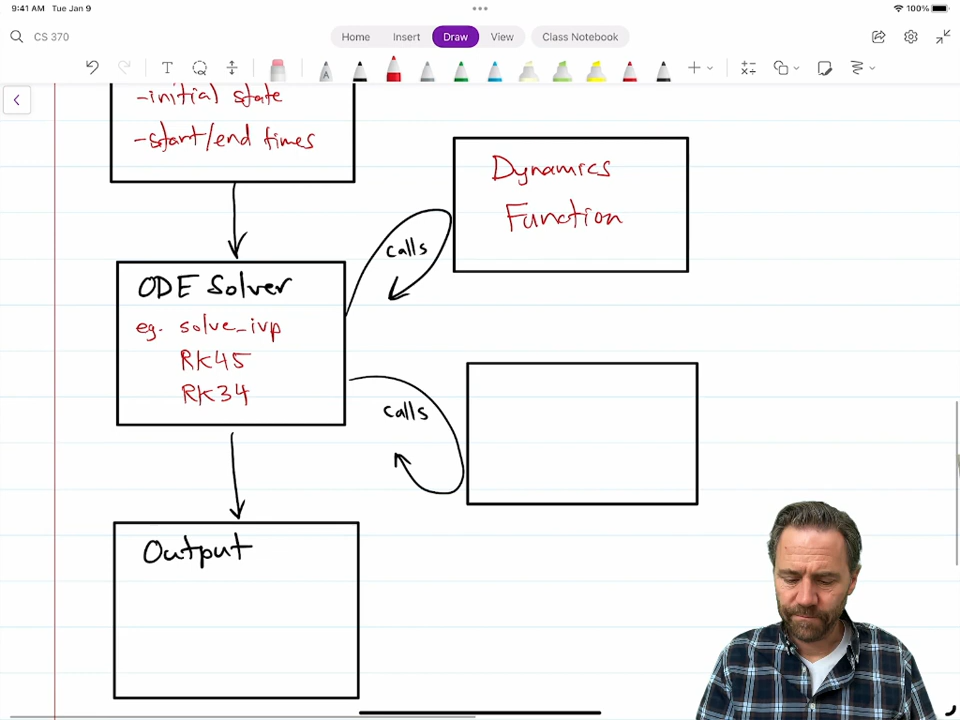 9:41 AM Tue Jan 9
100%
CS 370
Home Insert Draw View Class Notebook
-initial state
-start/end times
Dynamics
Function
calls
ODE Solver
eg. solve_ivp
RK45
RK34
calls
Output